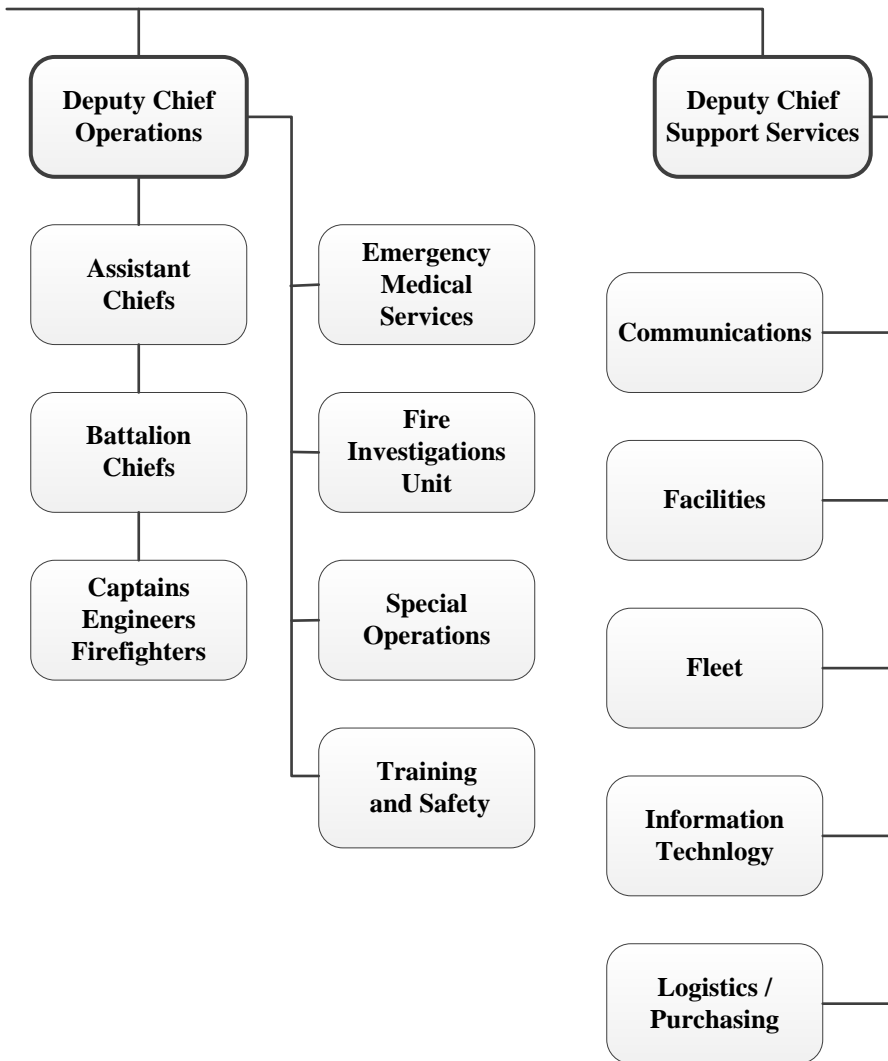 Deputy Chief
Operations
Deputy Chief
Support Services
Assistant
Chiefs
Battalion
Chiefs
Captains
Engineers
Firefighters
Emergency
Medical
Services
Fire
Investigations
Unit
Special
Operations
Training
and Safety
Communications
Facilities
Fleet
Information
Technlogy
Logistics /
Purchasing